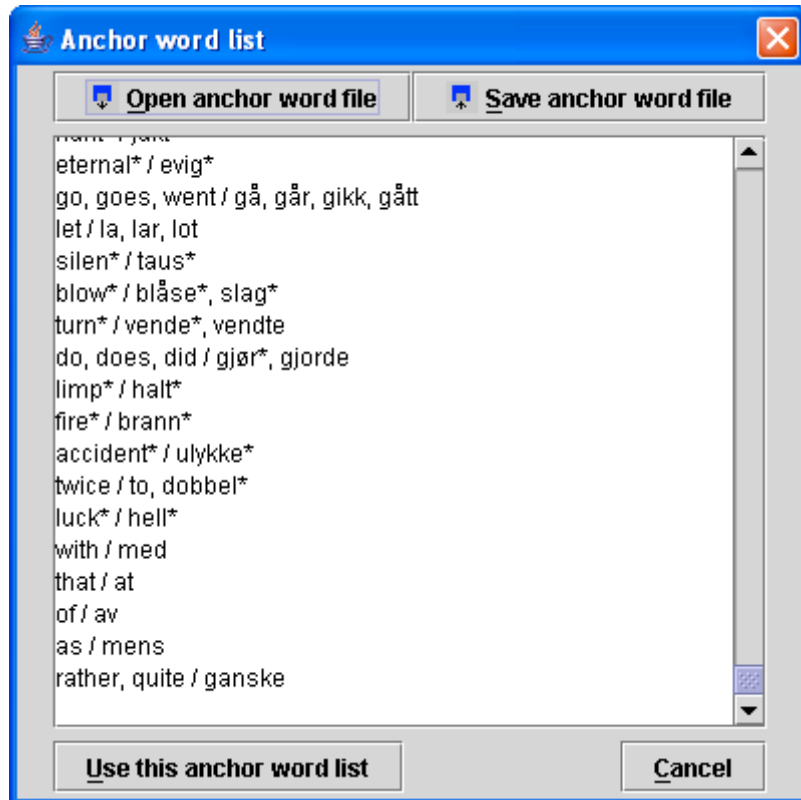 Anchor word list
Open anchor word file Save anchor word file
eternal* / evig*
go, goes, went / gå, går, gikk, gått
let / la, lar, lot
silen* / taus*
blow* / blåse*, slag*
turn* / vende*, vendte
do, does, did / gjør*, gjorde
limp* / halt*
fire* / brann*
accident* / ulykke*
twice / to, dobbel*
luck* / hell*
with / med
that / at
of / av
as / mens
rather, quite / ganske
Use this anchor word list Cancel